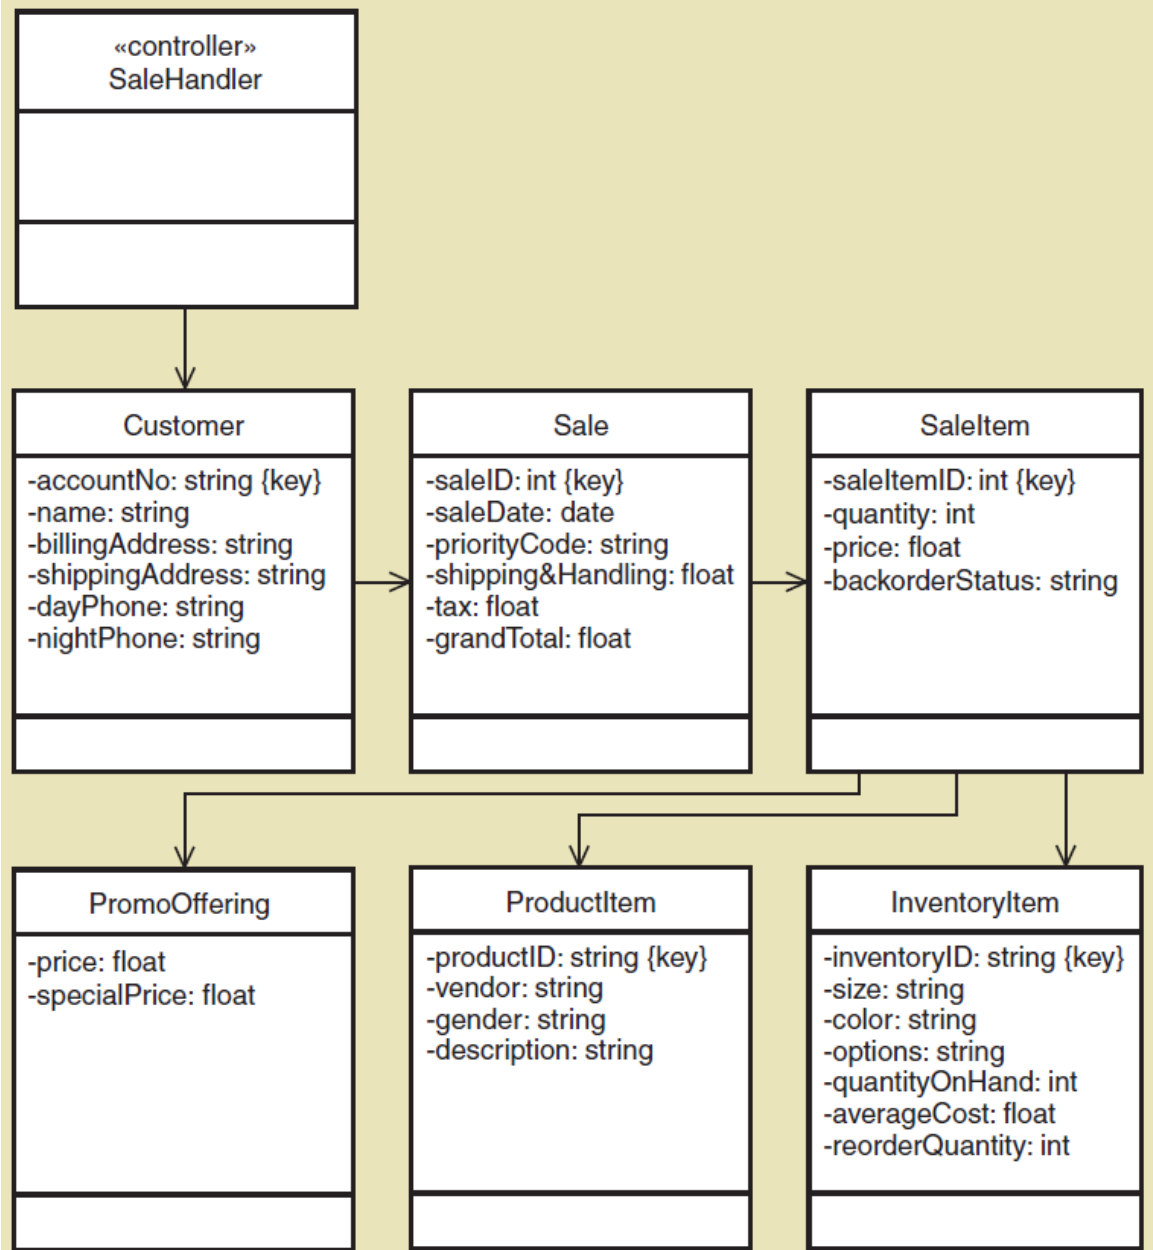 «controller»
SaleHandler
Customer
-accountNo: string {key}
-name: string
-billingAddress: string
-shippingAddress: string
-dayPhone: string
-nightPhone: string
Sale
-saleID: int {key}
-saleDate: date
-priorityCode: string
-shipping&Handling: float
-tax: float
-grandTotal: float
SaleItem
-saleItemID: int {key}
-quantity: int
-price: float
-backorderStatus: string
PromoOffering
-price: float
-specialPrice: float
ProductItem
-productID: string {key}
-vendor: string
-gender: string
-description: string
InventoryItem
-inventoryID: string {key}
-size: string
-color: string
-options: string
-quantityOnHand: int
-averageCost: float
-reorderQuantity: int